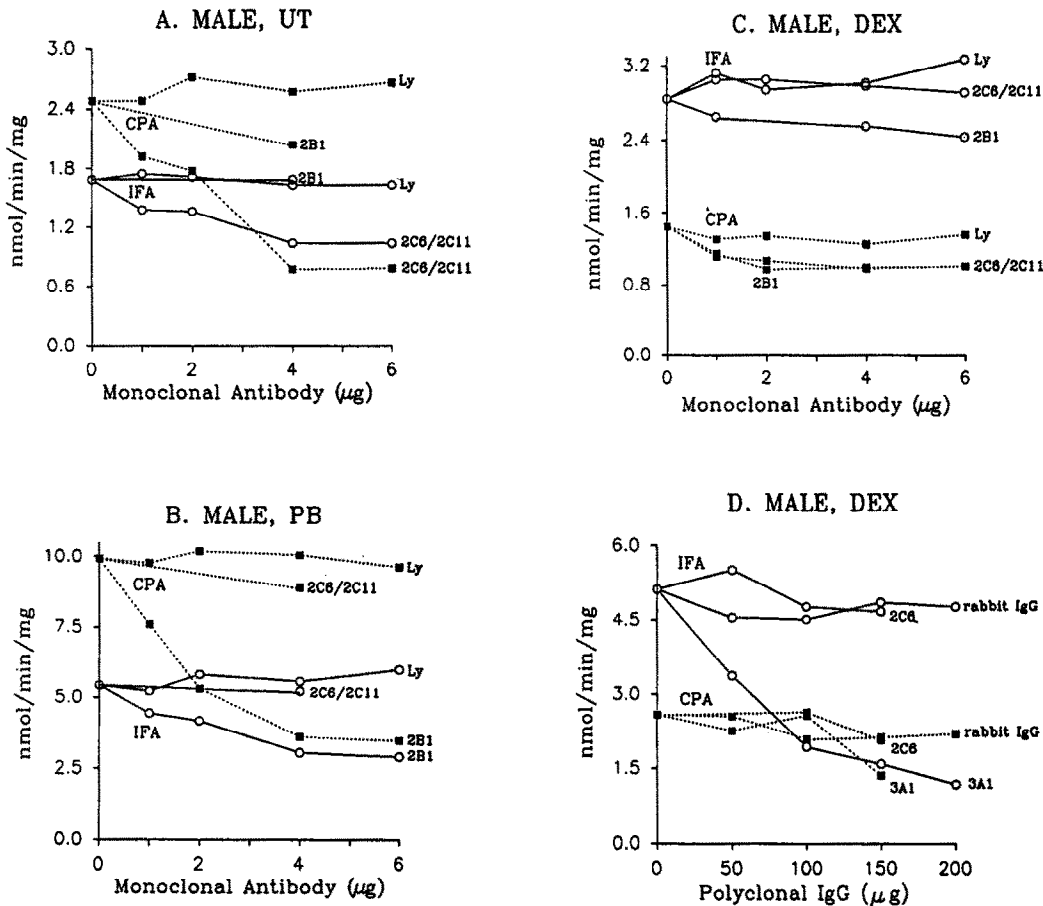 A. MALE, UT
nmol/min/mg
3.0
2.4
1.8
1.2
0.6
0.0
CPA
IFA
Ly
2B1
2B1
Ly
2C6/2C11
2C6/2C11
0
2
4
6
Monoclonal Antibody (μg)
C. MALE, DEX
nmol/min/mg
3.2
2.4
1.6
0.8
0.0
IFA
CPA
Ly
2C6/2C11
2B1
Ly
2C6/2C11
2B1
0
2
4
6
Monoclonal Antibody (μg)
B. MALE, PB
nmol/min/mg
10.0
7.5
5.0
2.5
0.0
CPA
IFA
Ly
2C6/2C11
Ly
2C6/2C11
2B1
2B1
0
2
4
6
Monoclonal Antibody (μg)
D. MALE, DEX
nmol/min/mg
6.0
4.5
3.0
1.5
0.0
IFA
CPA
rabbit IgG
2C6
rabbit IgG
2C6
3A1
3A1
0
50
100
150
200
Polyclonal IgG (μg)